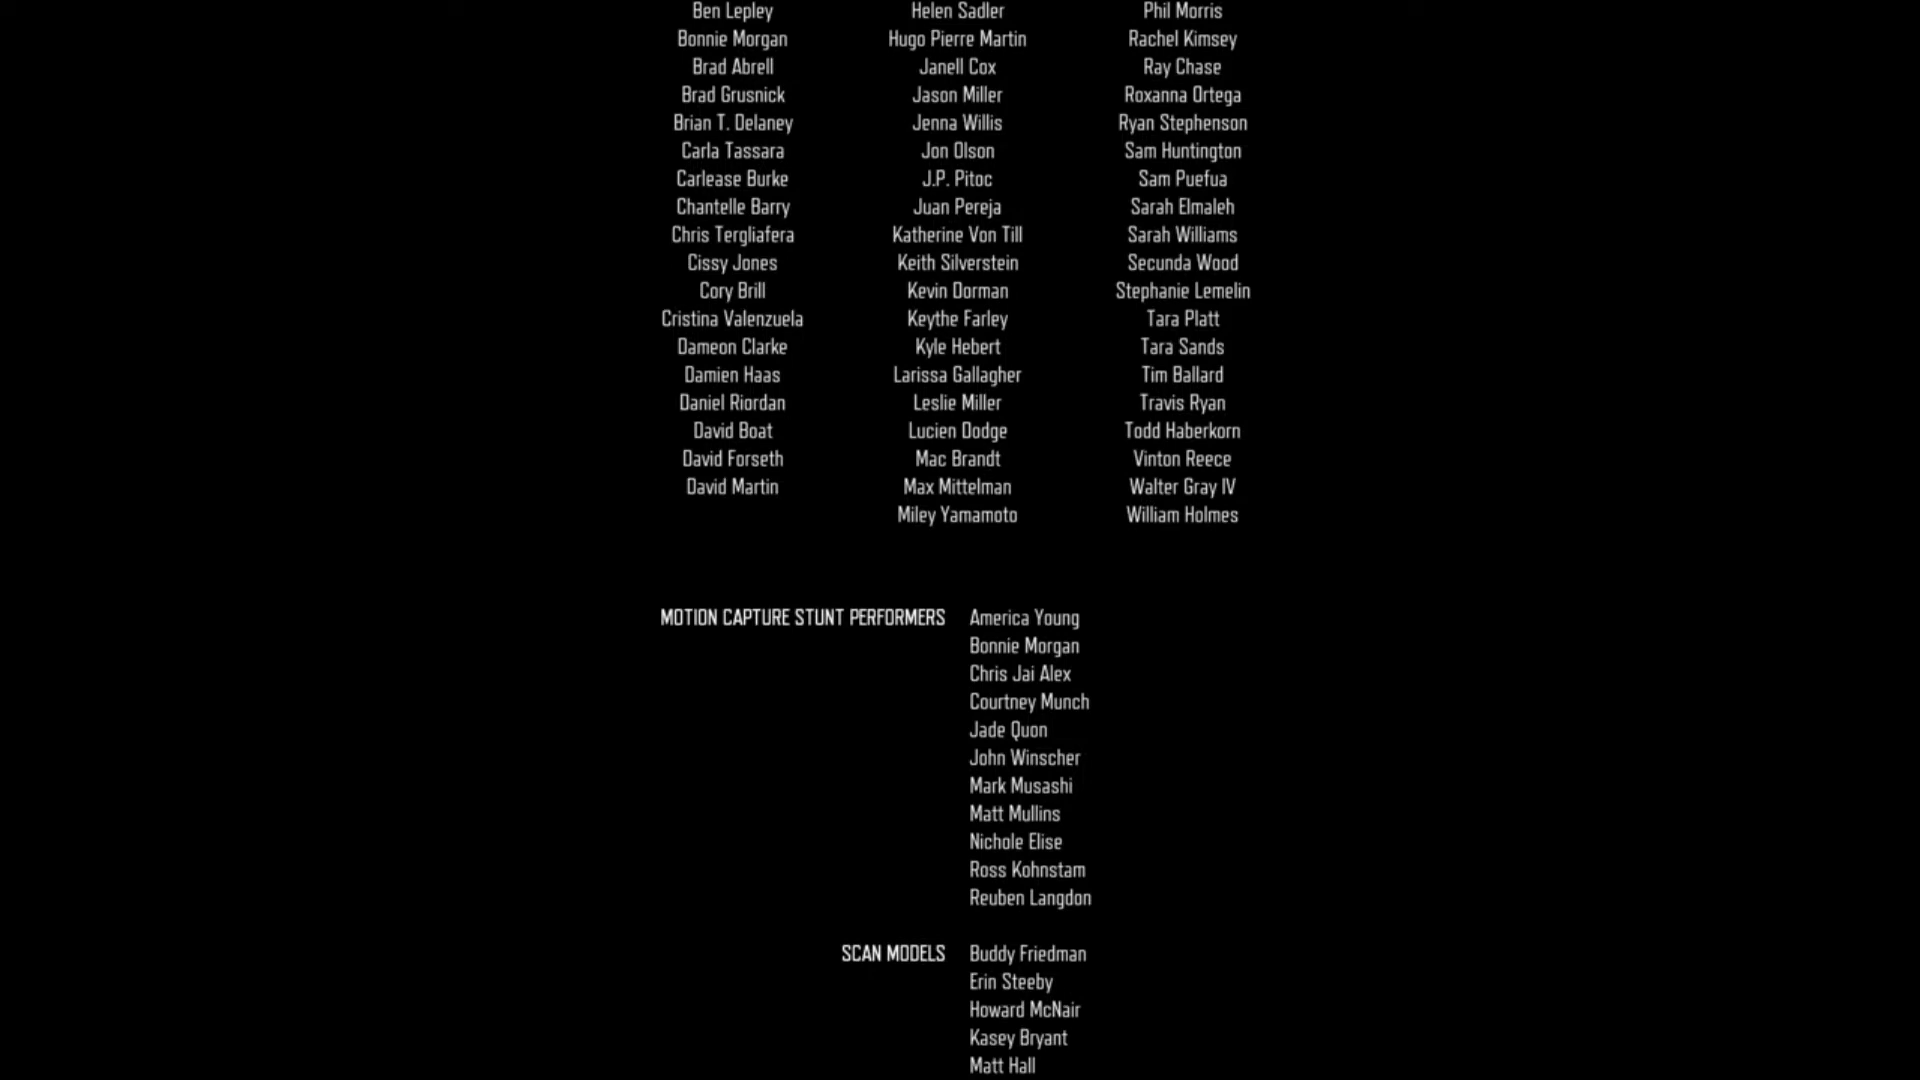 Ben Lepley Helen Sadler Phil Morris
Bonnie Morgan Hugo Pierre Martin Rachel Kimsey
Brad Abrell Janell Cox Ray Chase
Brad Grusnick Jason Miller Roxanna Ortega
Brian T. Delaney Jenna Willis Ryan Stephenson
Carla Tassara Jon Olson Sam Huntington
Carlease Burke J.P. Pitoc Sam Puefua
Chantelle Barry Juan Pereja Sarah Elmaleh
Chris Tergliafera Katherine Von Till Sarah Williams
Cissy Jones Keith Silverstein Secunda Wood
Cory Brill Kevin Dorman Stephanie Lemelin
Cristina Valenzuela Keythe Farley Tara Platt
Dameon Clarke Kyle Hebert Tara Sands
Damien Haas Larissa Gallagher Tim Ballard
Daniel Riordan Leslie Miller Travis Ryan
David Boat Lucien Dodge Todd Haberkorn
David Forseth Mac Brandt Vinton Reece
David Martin Max Mittelman Walter Gray IV
Miley Yamamoto William Holmes
MOTION CAPTURE STUNT PERFORMERS America Young
Bonnie Morgan
Chris Jai Alex
Courtney Munch
Jade Quon
John Winscher
Mark Musashi
Matt Mullins
Nichole Elise
Ross Kohnstam
Reuben Langdon
SCAN MODELS Buddy Friedman
Erin Steeby
Howard McNair
Kasey Bryant
Matt Hall